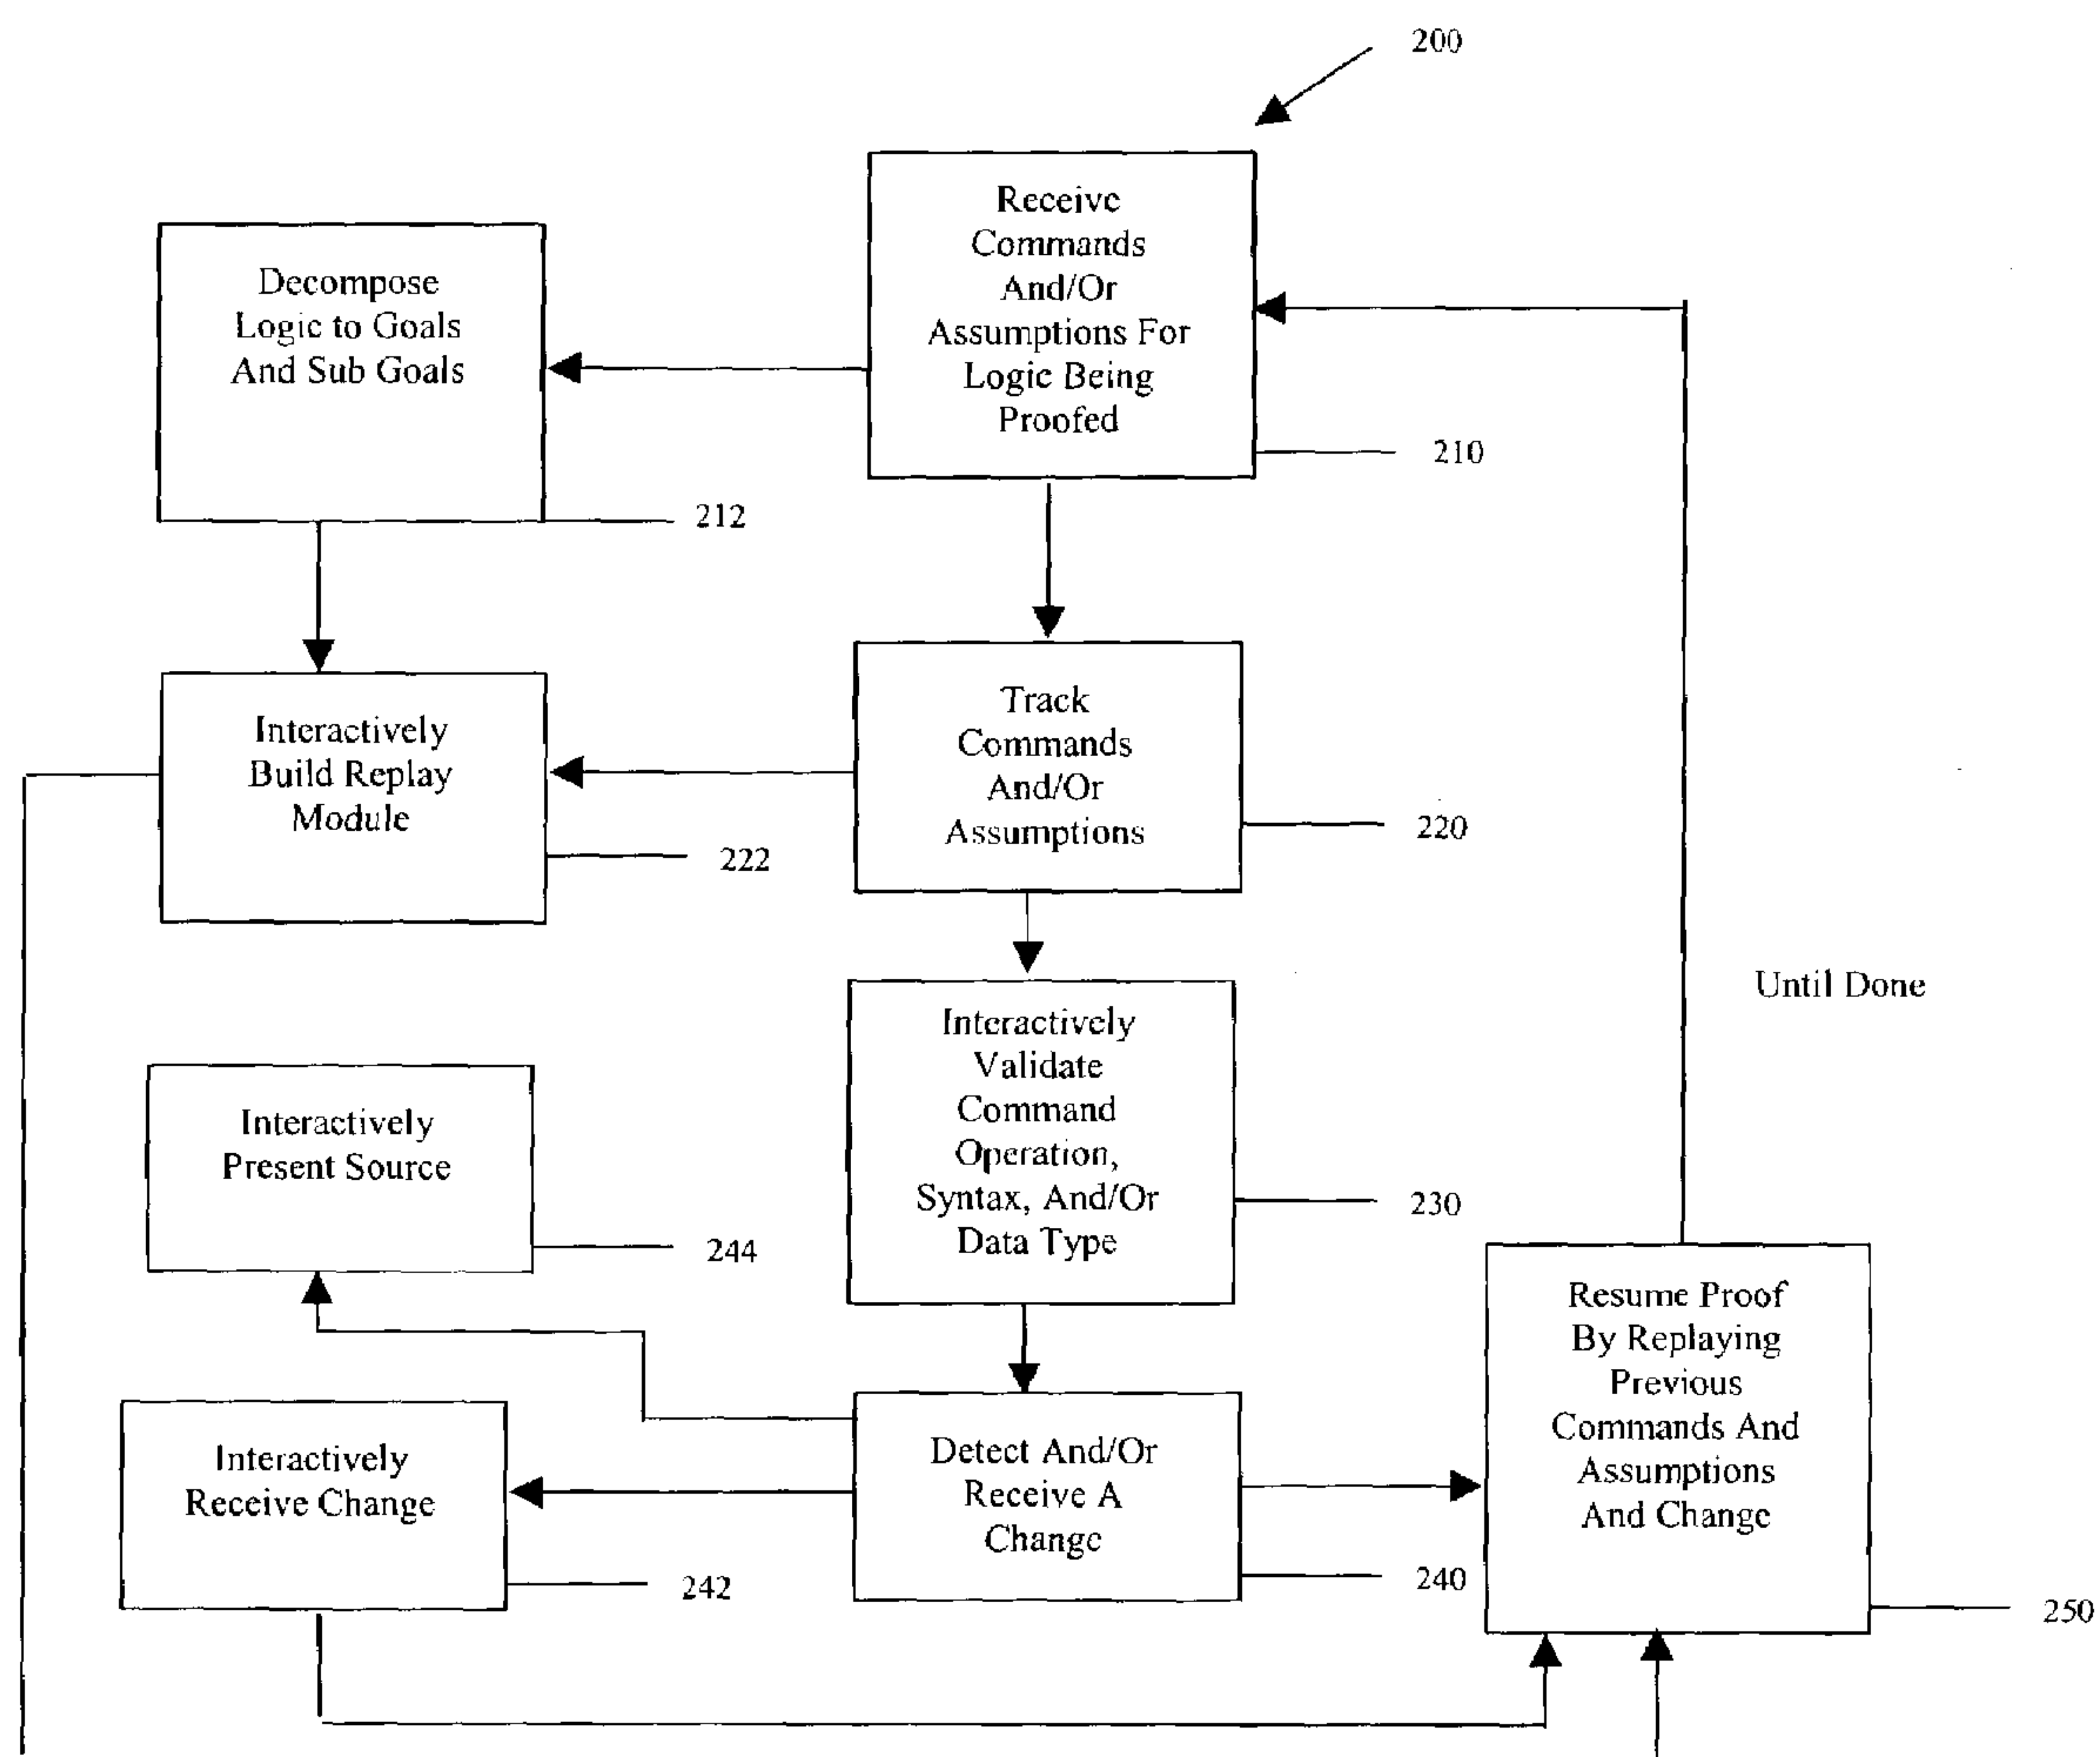 200
Receive
Commands
And/Or
Assumptions For
Logic Being
Proofed
210
Decompose
Logic to Goals
And Sub Goals
212
Interactively
Build Replay
Module
222
Track
Commands
And/Or
Assumptions
220
Until Done
Interactively
Validate
Command
Operation,
Syntax, And/Or
Data Type
230
Interactively
Present Source
244
Interactively
Receive Change
242
Detect And/Or
Receive A
Change
240
Resume Proof
By Replaying
Previous
Commands And
Assumptions
And Change
250